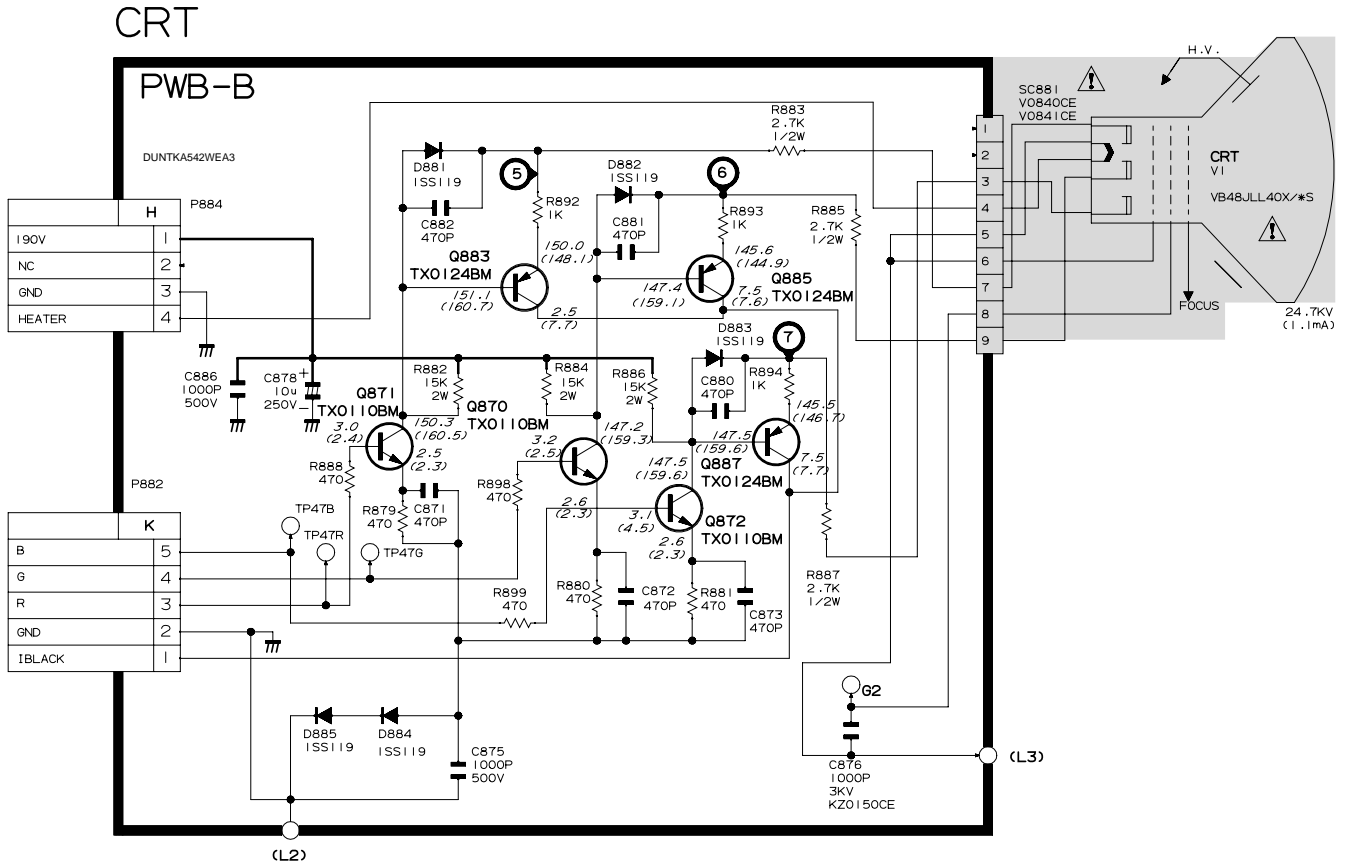 CRT
PWB-B
DUNTKA542WEA3
P884
H
190V 1
NC 2
GND 3
HEATER 4
P882
K
B 5
G 4
R 3
GND 2
IBLACK 1
D881
1SS119
C882
470P
5
R892
1K
150.0
(148.1)
Q883
TX0124BM
151.1
(160.7)
2.5
(7.7)
D882
1SS119
C881
470P
6
R893
1K
145.6
(144.9)
Q885
TX0124BM
147.4
(159.1)
7.5
(7.6)
R883
2.7K
1/2W
R885
2.7K
1/2W
C886
1000P
500V
C878
10u
250V
+
−
Q871
TX0110BM
3.0
(2.4)
150.3
(160.5)
2.5
(2.3)
R882
15K
2W
Q870
TX0110BM
R884
15K
2W
147.2
(159.3)
3.2
(2.5)
2.6
(2.3)
R886
15K
2W
D883
1SS119
C880
470P
7
R894
1K
145.5
(146.7)
147.5
(159.6)
Q887
TX0124BM
7.5
(7.7)
147.5
(159.6)
3.1
(4.5)
Q872
TX0110BM
2.6
(2.3)
R888
470
R879
470
C871
470P
R898
470
TP47B
TP47R
TP47G
R899
470
R880
470
C872
470P
R881
470
C873
470P
R887
2.7K
1/2W
D885
1SS119
D884
1SS119
C875
1000P
500V
(L2)
G2
C876
1000P
3KV
KZ0150CE
(L3)
1
2
3
4
5
6
7
8
9
SC881
V0840CE
V0841CE
!
H.V.
CRT
V1
VB48JLL40X/*S
!
FOCUS
24.7KV
(1.1mA)